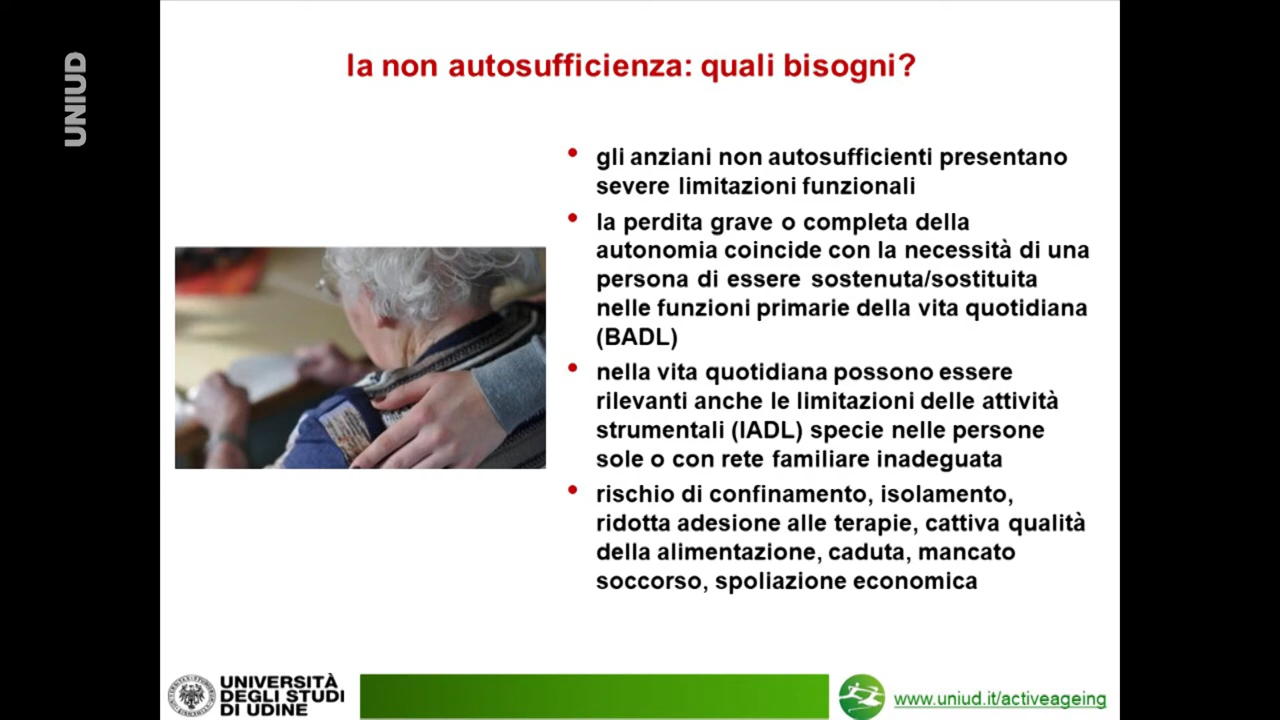 UNIUD
la non autosufficienza: quali bisogni?
• gli anziani non autosufficienti presentano
severe limitazioni funzionali
• la perdita grave o completa della
autonomia coincide con la necessità di una
persona di essere sostenuta/sostituita
nelle funzioni primarie della vita quotidiana
(BADL)
• nella vita quotidiana possono essere
rilevanti anche le limitazioni delle attività
strumentali (IADL) specie nelle persone
sole o con rete familiare inadeguata
• rischio di confinamento, isolamento,
ridotta adesione alle terapie, cattiva qualità
della alimentazione, caduta, mancato
soccorso, spoliazione economica
UNIVERSITÀ
DEGLI STUDI
DI UDINE
www.uniud.it/activeageing